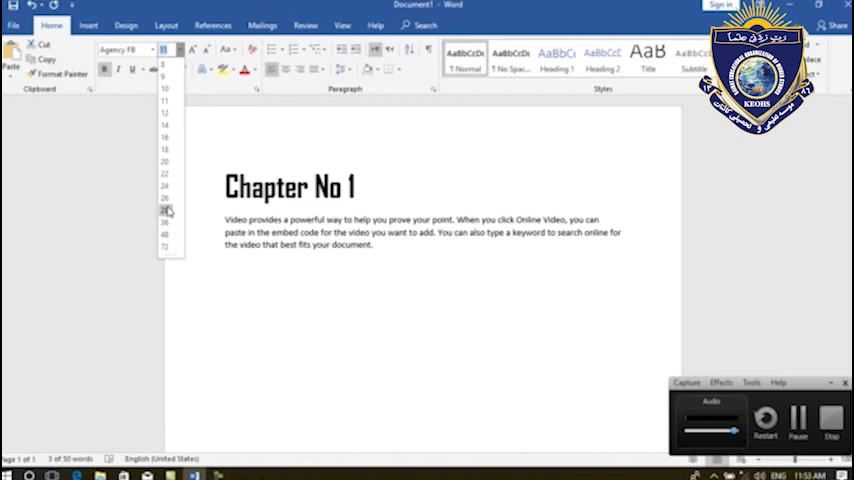 Document1 - Word
Sign in
File Home Insert Design Layout References Mailings Review View Help Search Share
Cut
Copy
Paste
Format Painter
Agency FB
Clipboard Paragraph Styles
AaBbCcDc AaBbCcDc AaBbC AaBbCcC AaB AaBbCcD
¶ Normal ¶ No Spac... Heading 1 Heading 2 Title Subtitle
8
9
10
11
12
14
16
18
20
22
24
26
36
48
72
KEOHS
Chapter No 1
Video provides a powerful way to help you prove your point. When you click Online Video, you can
paste in the embed code for the video you want to add. You can also type a keyword to search online for
the video that best fits your document.
Capture Effects Tools Help
Audio
Restart Pause Stop
Page 1 of 1 3 of 50 words English (United States)
ENG 11:53 AM